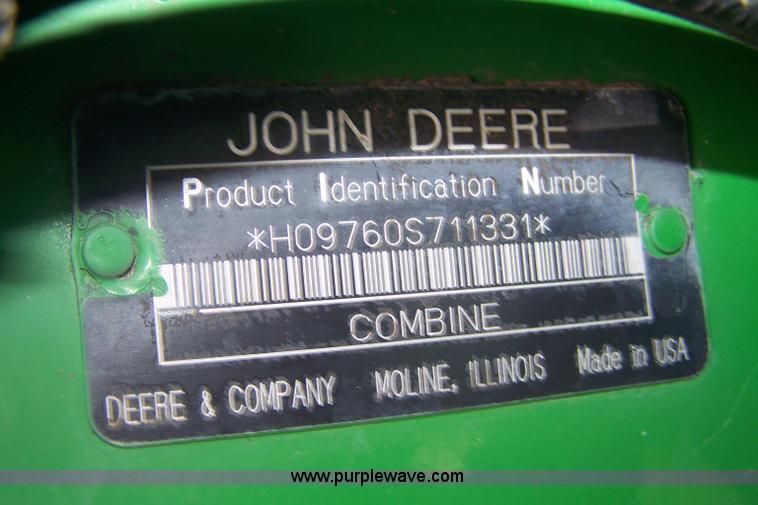 JOHN DEERE
Product Identification Number
*H09760S711331*
COMBINE
DEERE & COMPANY MOLINE, ILLINOIS Made in USA
www.purplewave.com